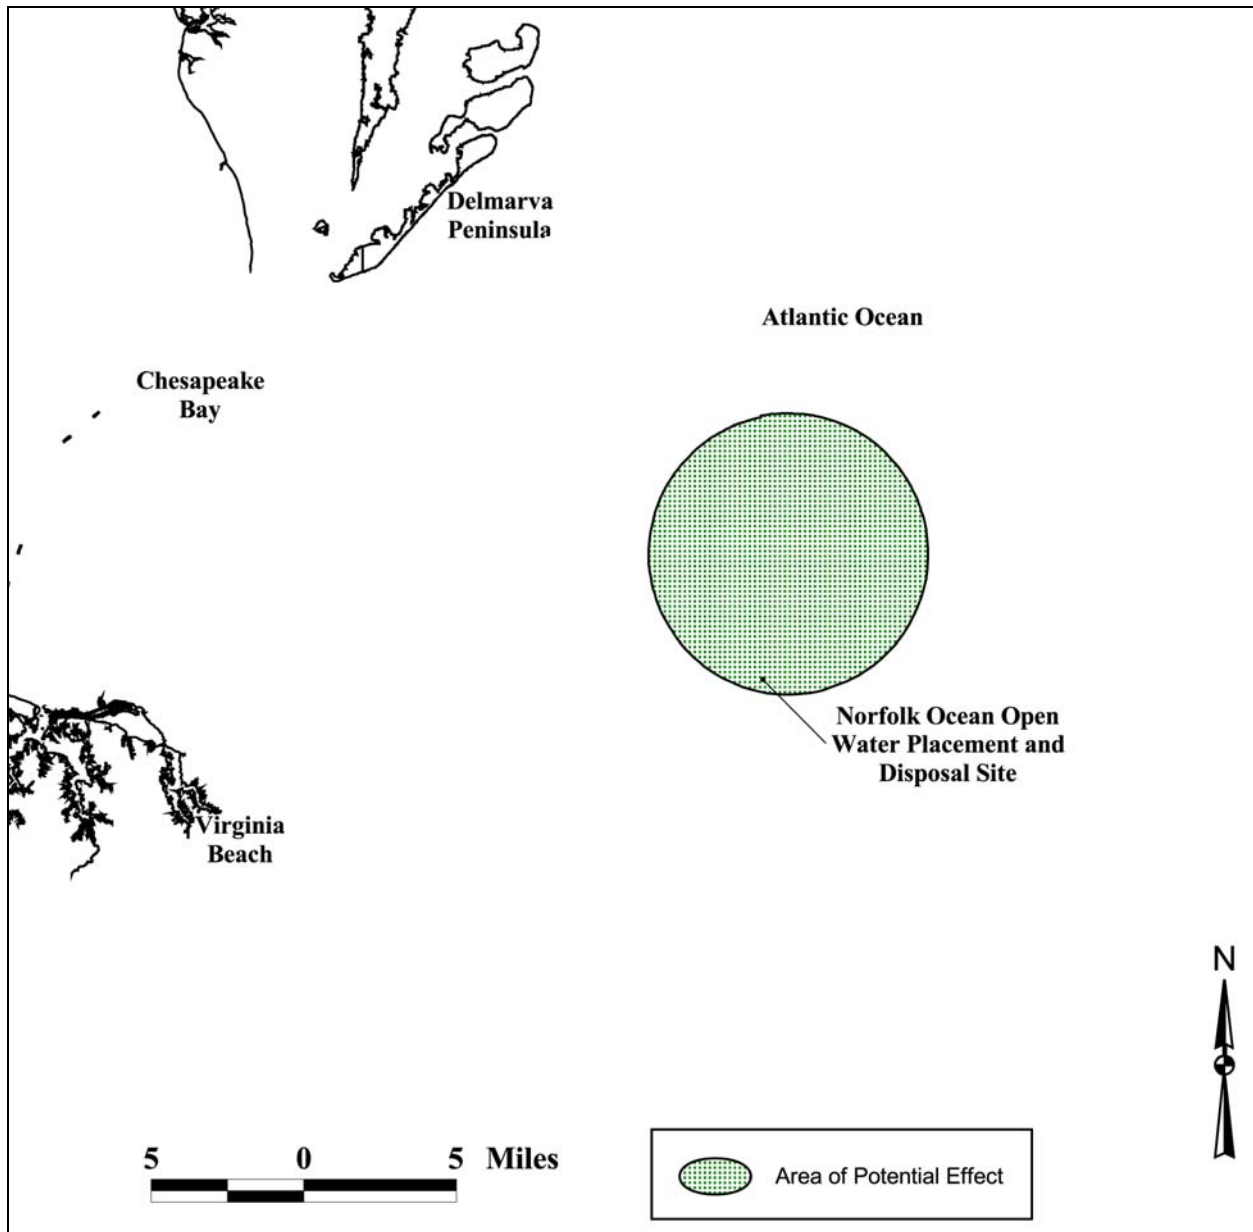 Delmarva
Peninsula
Atlantic Ocean
Chesapeake
Bay
Norfolk Ocean Open
Water Placement and
Disposal Site
Virginia
Beach
N
5 0 5 Miles
Area of Potential Effect